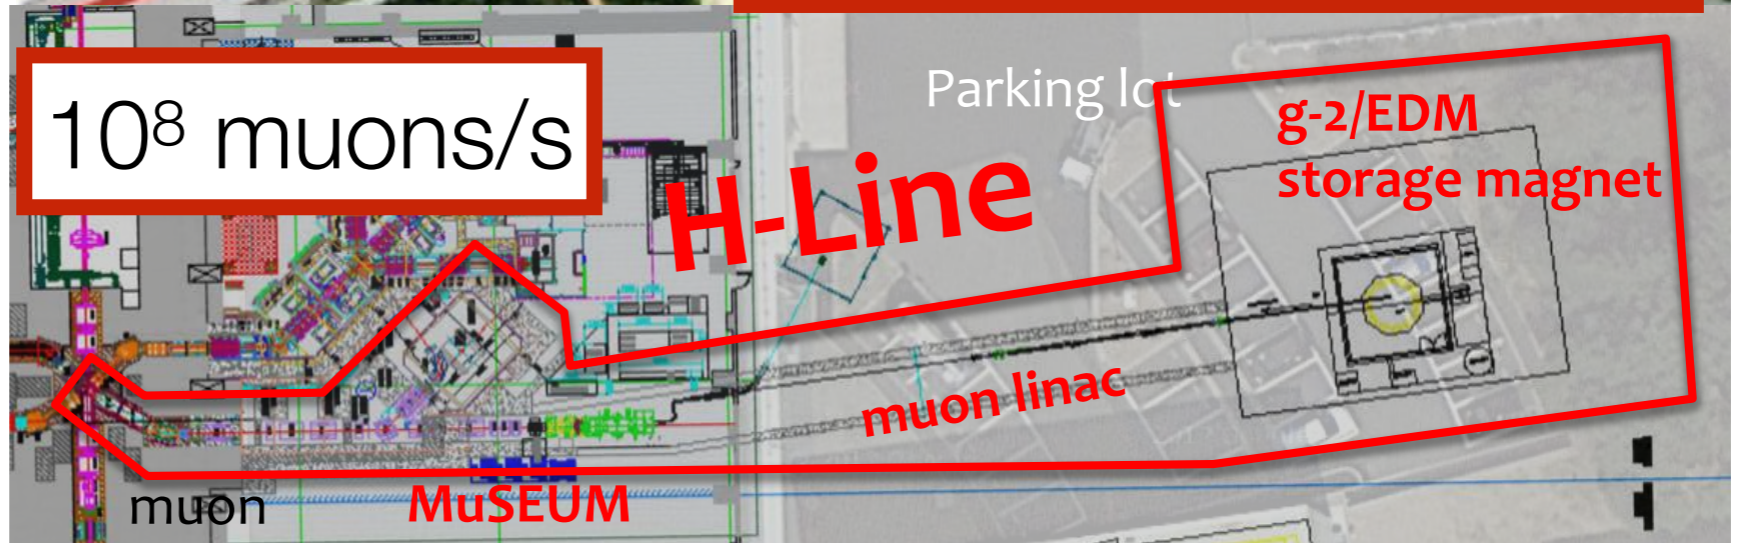 10⁸ muons/s
Parking lot
H-Line
g-2/EDM
storage magnet
muon linac
muon
MuSEUM